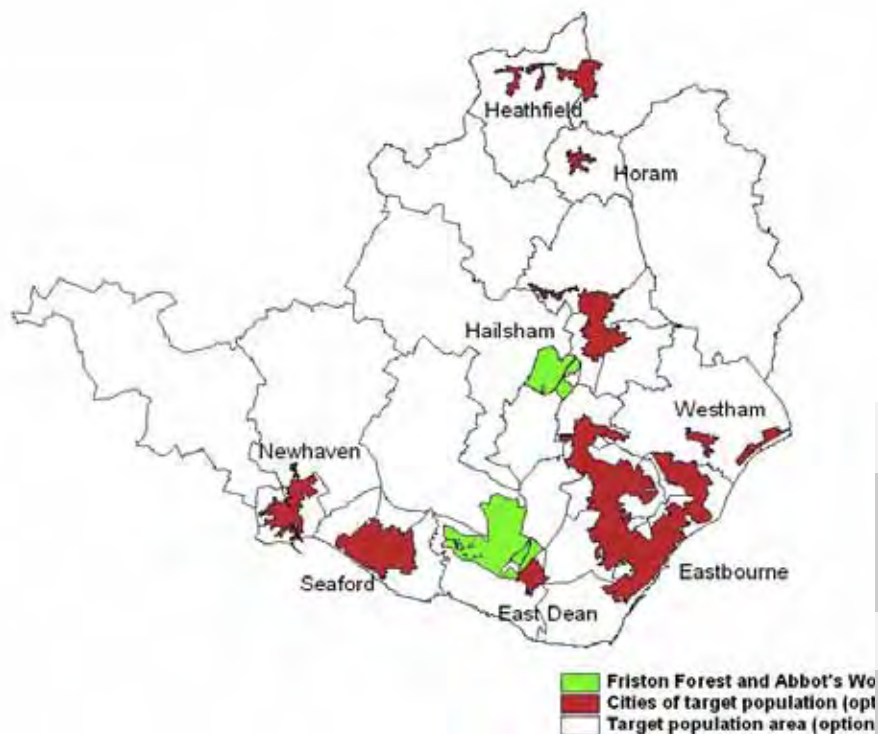 Heathfield
Horam
Hailsham
Westham
Newhaven
Eastbourne
Seaford
East Dean
Friston Forest and Abbot's Wo
Cities of target population (opt
Target population area (option